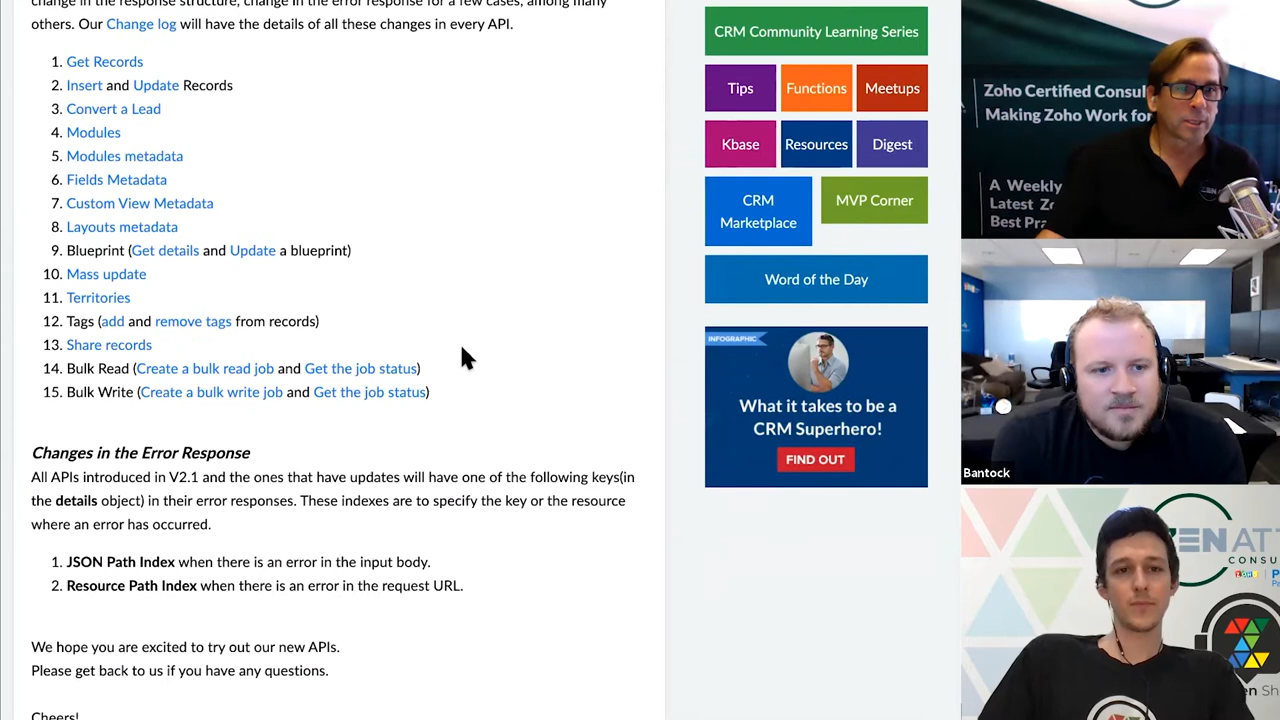 change in the response structure, change in the error response for a few cases, among many
others. Our Change log will have the details of all these changes in every API.
1. Get Records
2. Insert and Update Records
3. Convert a Lead
4. Modules
5. Modules metadata
6. Fields Metadata
7. Custom View Metadata
8. Layouts metadata
9. Blueprint (Get details and Update a blueprint)
10. Mass update
11. Territories
12. Tags (add and remove tags from records)
13. Share records
14. Bulk Read (Create a bulk read job and Get the job status)
15. Bulk Write (Create a bulk write job and Get the job status)
Changes in the Error Response
All APIs introduced in V2.1 and the ones that have updates will have one of the following keys(in
the details object) in their error responses. These indexes are to specify the key or the resource
where an error has occurred.
1. JSON Path Index when there is an error in the input body.
2. Resource Path Index when there is an error in the request URL.
We hope you are excited to try out our new APIs.
Please get back to us if you have any questions.
Cheers!
CRM Community Learning Series
Tips
Functions
Meetups
Kbase
Resources
Digest
CRM
Marketplace
MVP Corner
Word of the Day
INFOGRAPHIC
What it takes to be a
CRM Superhero!
FIND OUT
Zoho Certified Consul
Making Zoho Work for
A Weekly
Latest Zo
Best Pra
Bantock
ZEN ATT
CONSU
ZOHO
en Sh